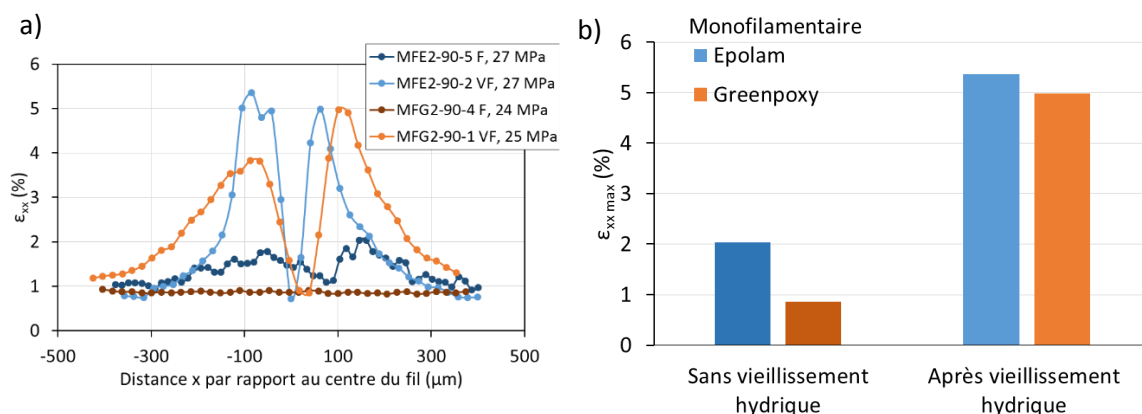 a)
MFE2-90-5 F, 27 MPa
MFE2-90-2 VF, 27 MPa
MFG2-90-4 F, 24 MPa
MFG2-90-1 VF, 25 MPa
εxx (%)
6
5
4
3
2
1
0
-500
-300
-100
100
300
500
Distance x par rapport au centre du fil (µm)
b)
Monofilamentaire
Epolam
Greenpoxy
εxx max (%)
6
5
4
3
2
1
0
Sans vieillissement
hydrique
Après vieillissement
hydrique